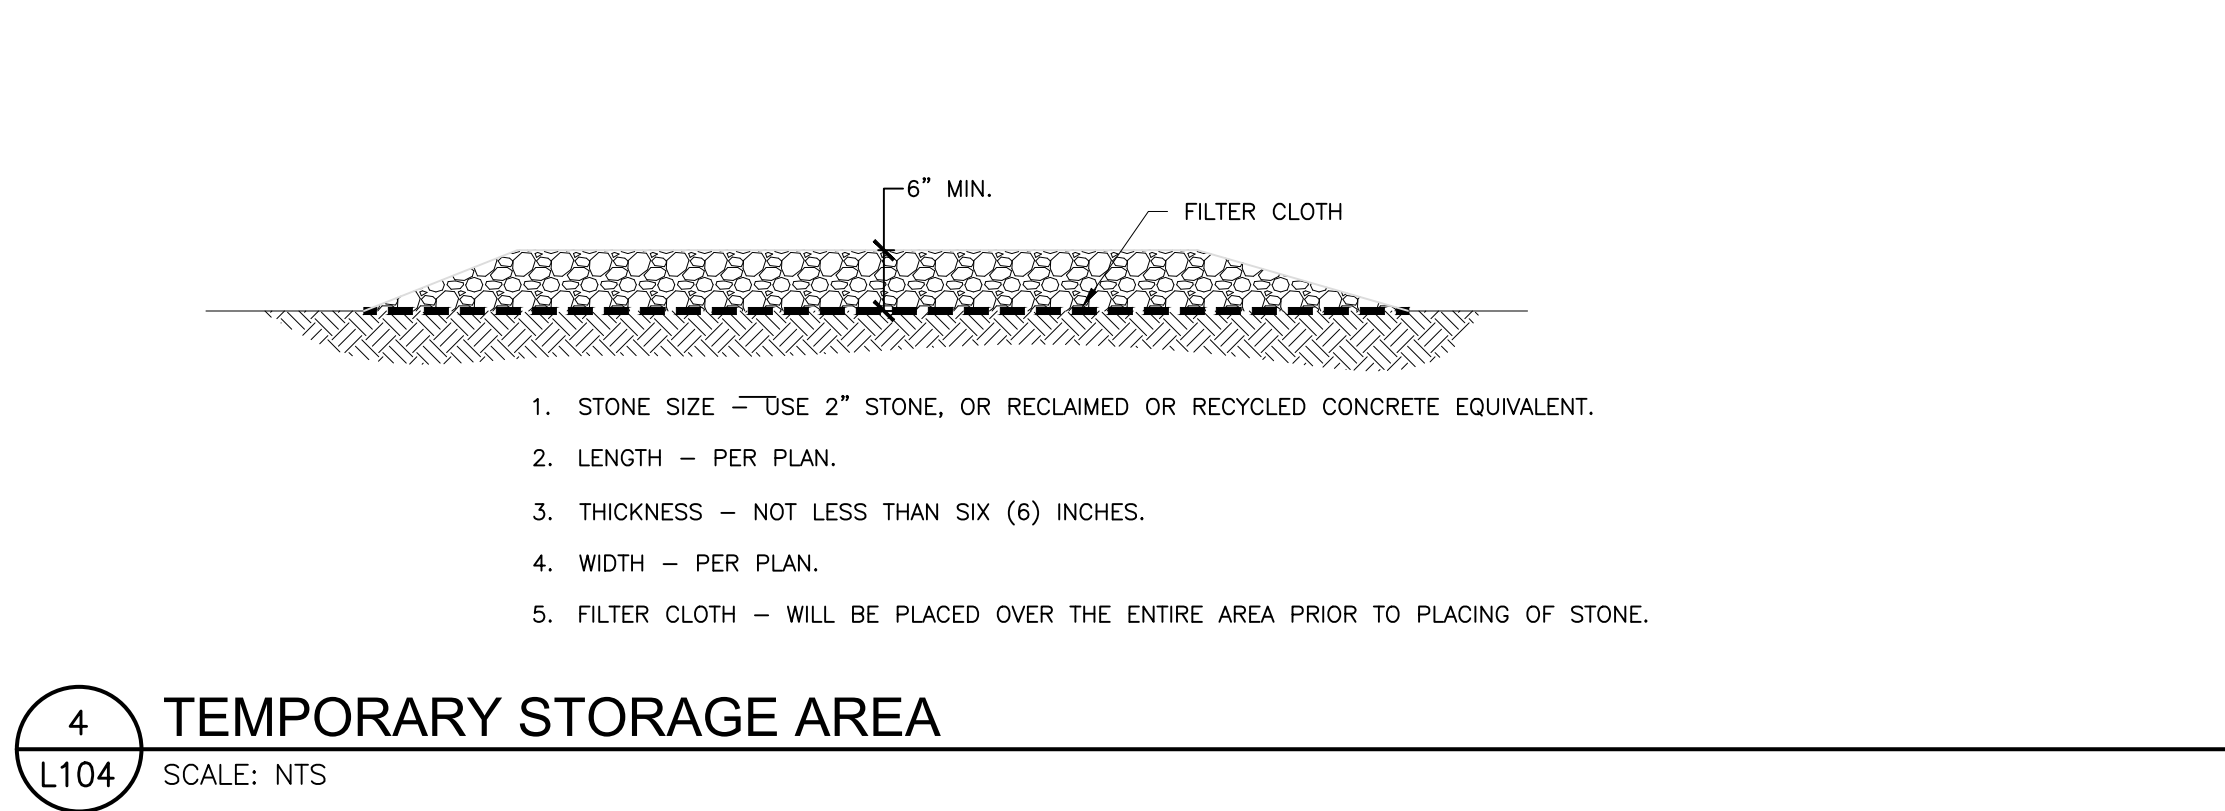 6” MIN.
FILTER CLOTH
1. STONE SIZE – USE 2” STONE, OR RECLAIMED OR RECYCLED CONCRETE EQUIVALENT.
2. LENGTH – PER PLAN.
3. THICKNESS – NOT LESS THAN SIX (6) INCHES.
4. WIDTH – PER PLAN.
5. FILTER CLOTH – WILL BE PLACED OVER THE ENTIRE AREA PRIOR TO PLACING OF STONE.
4
TEMPORARY STORAGE AREA
L104
SCALE: NTS